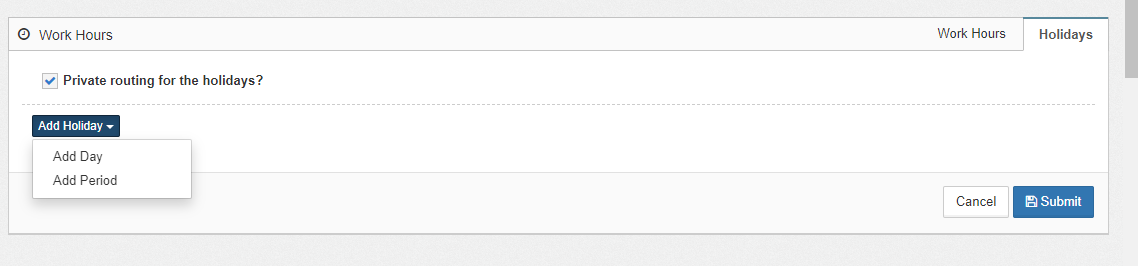 Work Hours
Work Hours
Holidays
Private routing for the holidays?
Add Holiday
Add Day
Add Period
Cancel
Submit